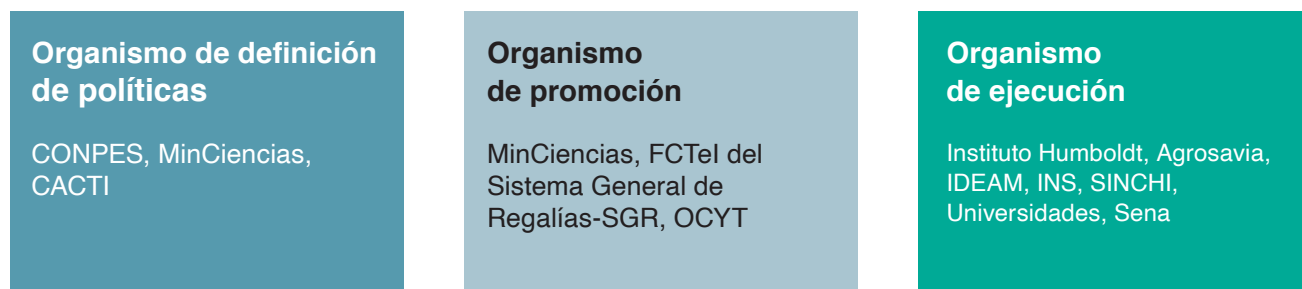 Organismo de definición
de políticas
CONPES, MinCiencias,
CACTI
Organismo
de promoción
MinCiencias, FCTeI del
Sistema General de
Regalías-SGR, OCYT
Organismo
de ejecución
Instituto Humboldt, Agrosavia,
IDEAM, INS, SINCHI,
Universidades, Sena